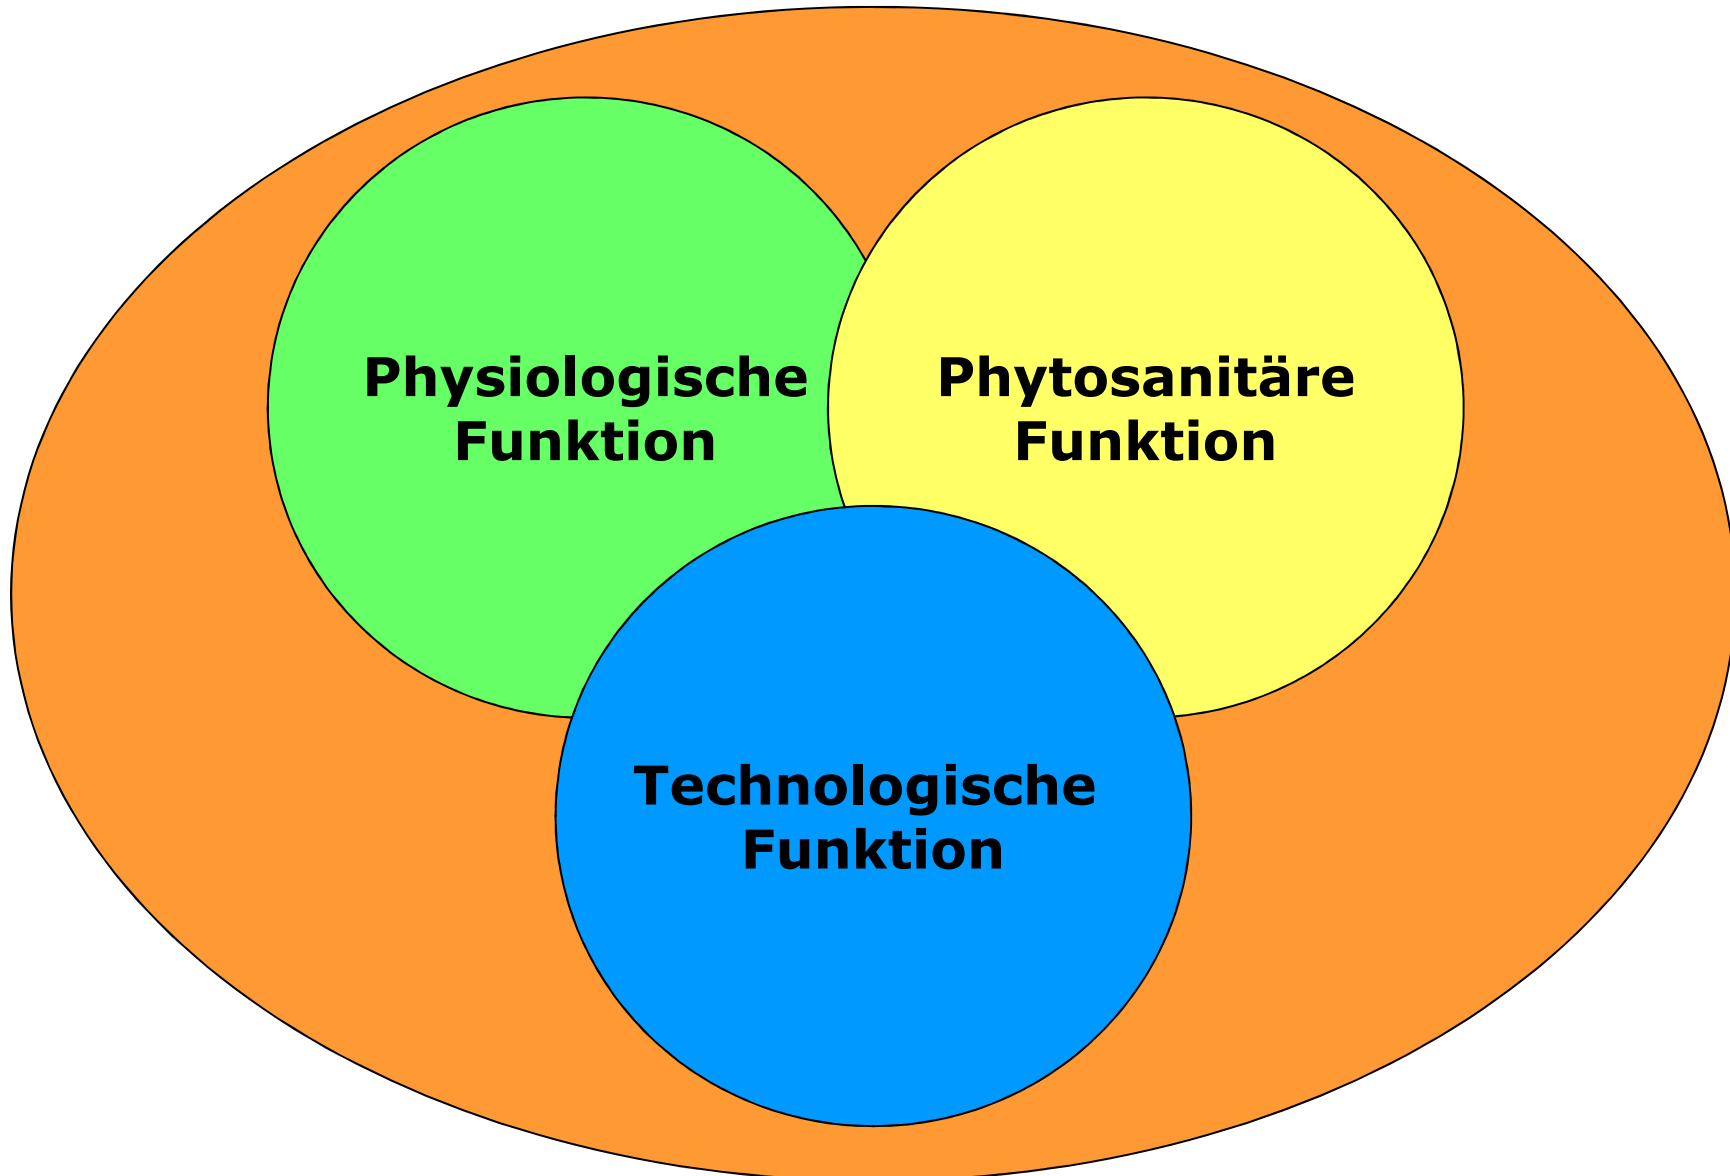 Physiologische
Funktion
Phytosanitäre
Funktion
Technologische
Funktion